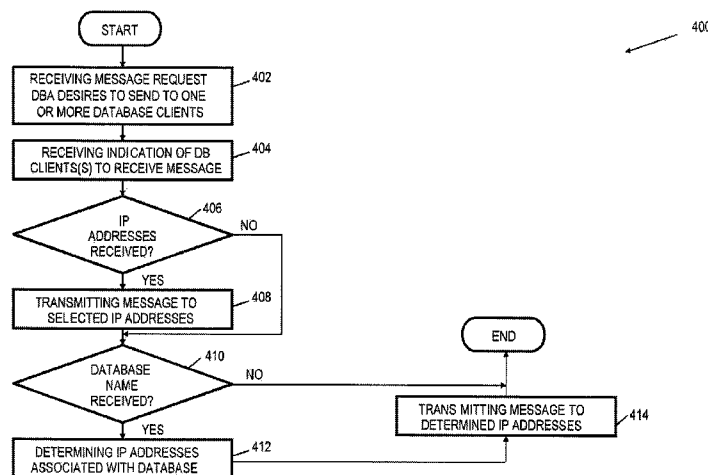 START
400
RECEIVING MESSAGE REQUEST
DBA DESIRES TO SEND TO ONE
OR MORE DATABASE CLIENTS
402
RECEIVING INDICATION OF DB
CLIENTS(S) TO RECEIVE MESSAGE
404
IP
ADDRESSES
RECEIVED?
406
NO
YES
TRANSMITTING MESSAGE TO
SELECTED IP ADDRESSES
408
DATABASE
NAME
RECEIVED?
410
NO
YES
DETERMINING IP ADDRESSES
ASSOCIATED WITH DATABASE
412
END
TRANS MITTING MESSAGE TO
DETERMINED IP ADDRESSES
414